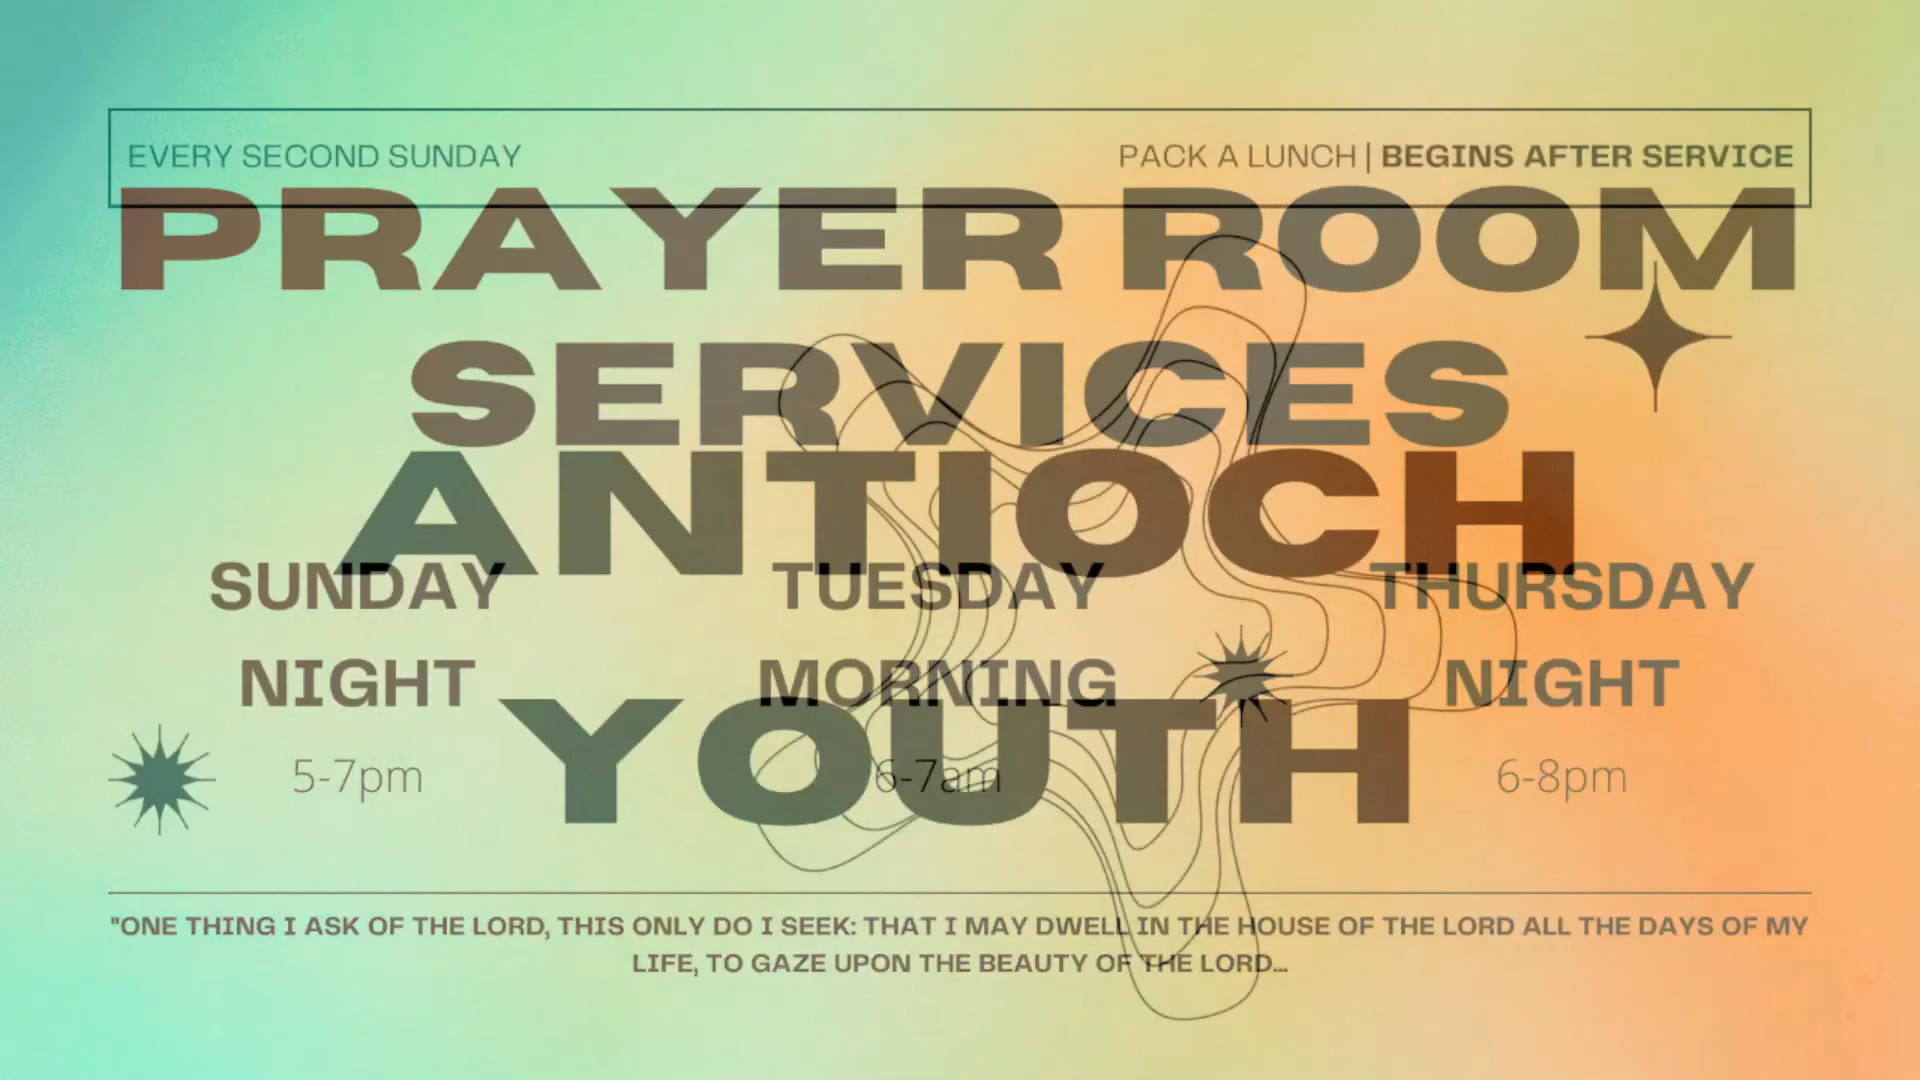 EVERY SECOND SUNDAY
PACK A LUNCH | BEGINS AFTER SERVICE
PRAYER ROOM
SERVICES
ANTIOCH
SUNDAY
NIGHT
5-7pm
TUESDAY
MORNING
6-7am
THURSDAY
NIGHT
6-8pm
YOUTH
"ONE THING I ASK OF THE LORD, THIS ONLY DO I SEEK: THAT I MAY DWELL IN THE HOUSE OF THE LORD ALL THE DAYS OF MY
LIFE, TO GAZE UPON THE BEAUTY OF THE LORD...